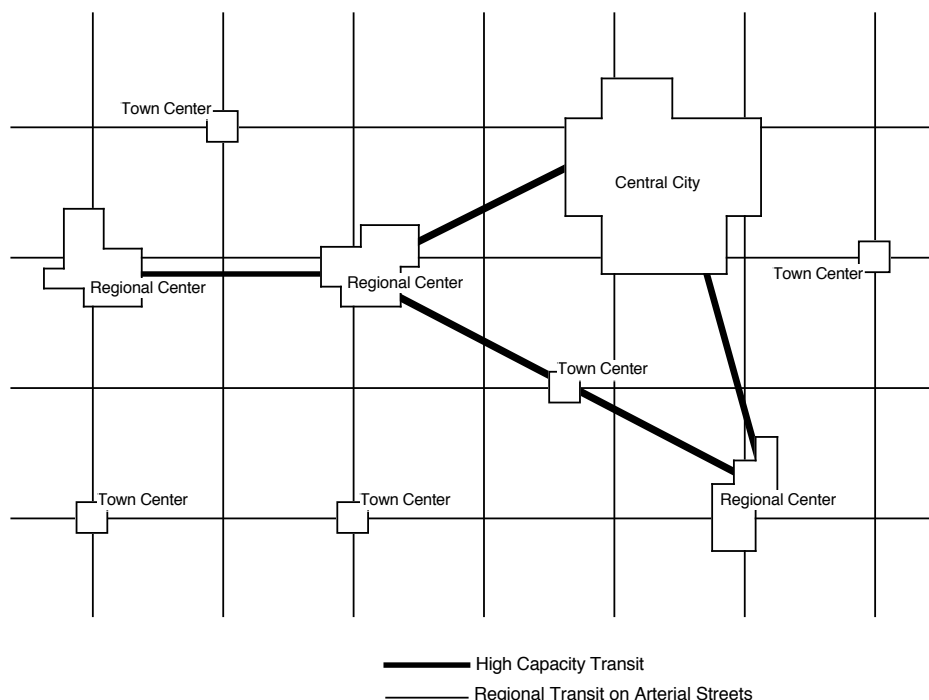 Town Center
Central City
Town Center
Regional Center
Regional Center
Town Center
Town Center
Town Center
Regional Center
High Capacity Transit
Regional Transit on Arterial Streets